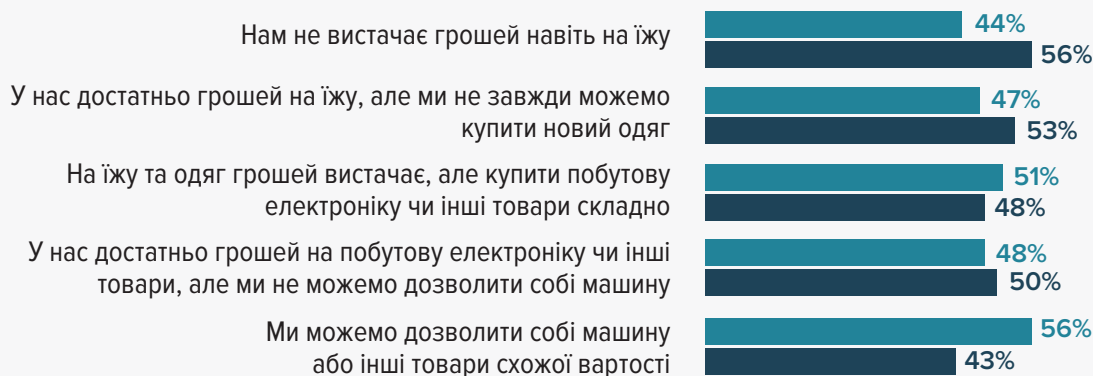 Нам не вистачає грошей навіть на їжу
44%
56%
У нас достатньо грошей на їжу, але ми не завжди можемо
купити новий одяг
47%
53%
На їжу та одяг грошей вистачає, але купити побутову
електроніку чи інші товари складно
51%
48%
У нас достатньо грошей на побутову електроніку чи інші
товари, але ми не можемо дозволити собі машину
48%
50%
Ми можемо дозволити собі машину
або інші товари схожої вартості
56%
43%